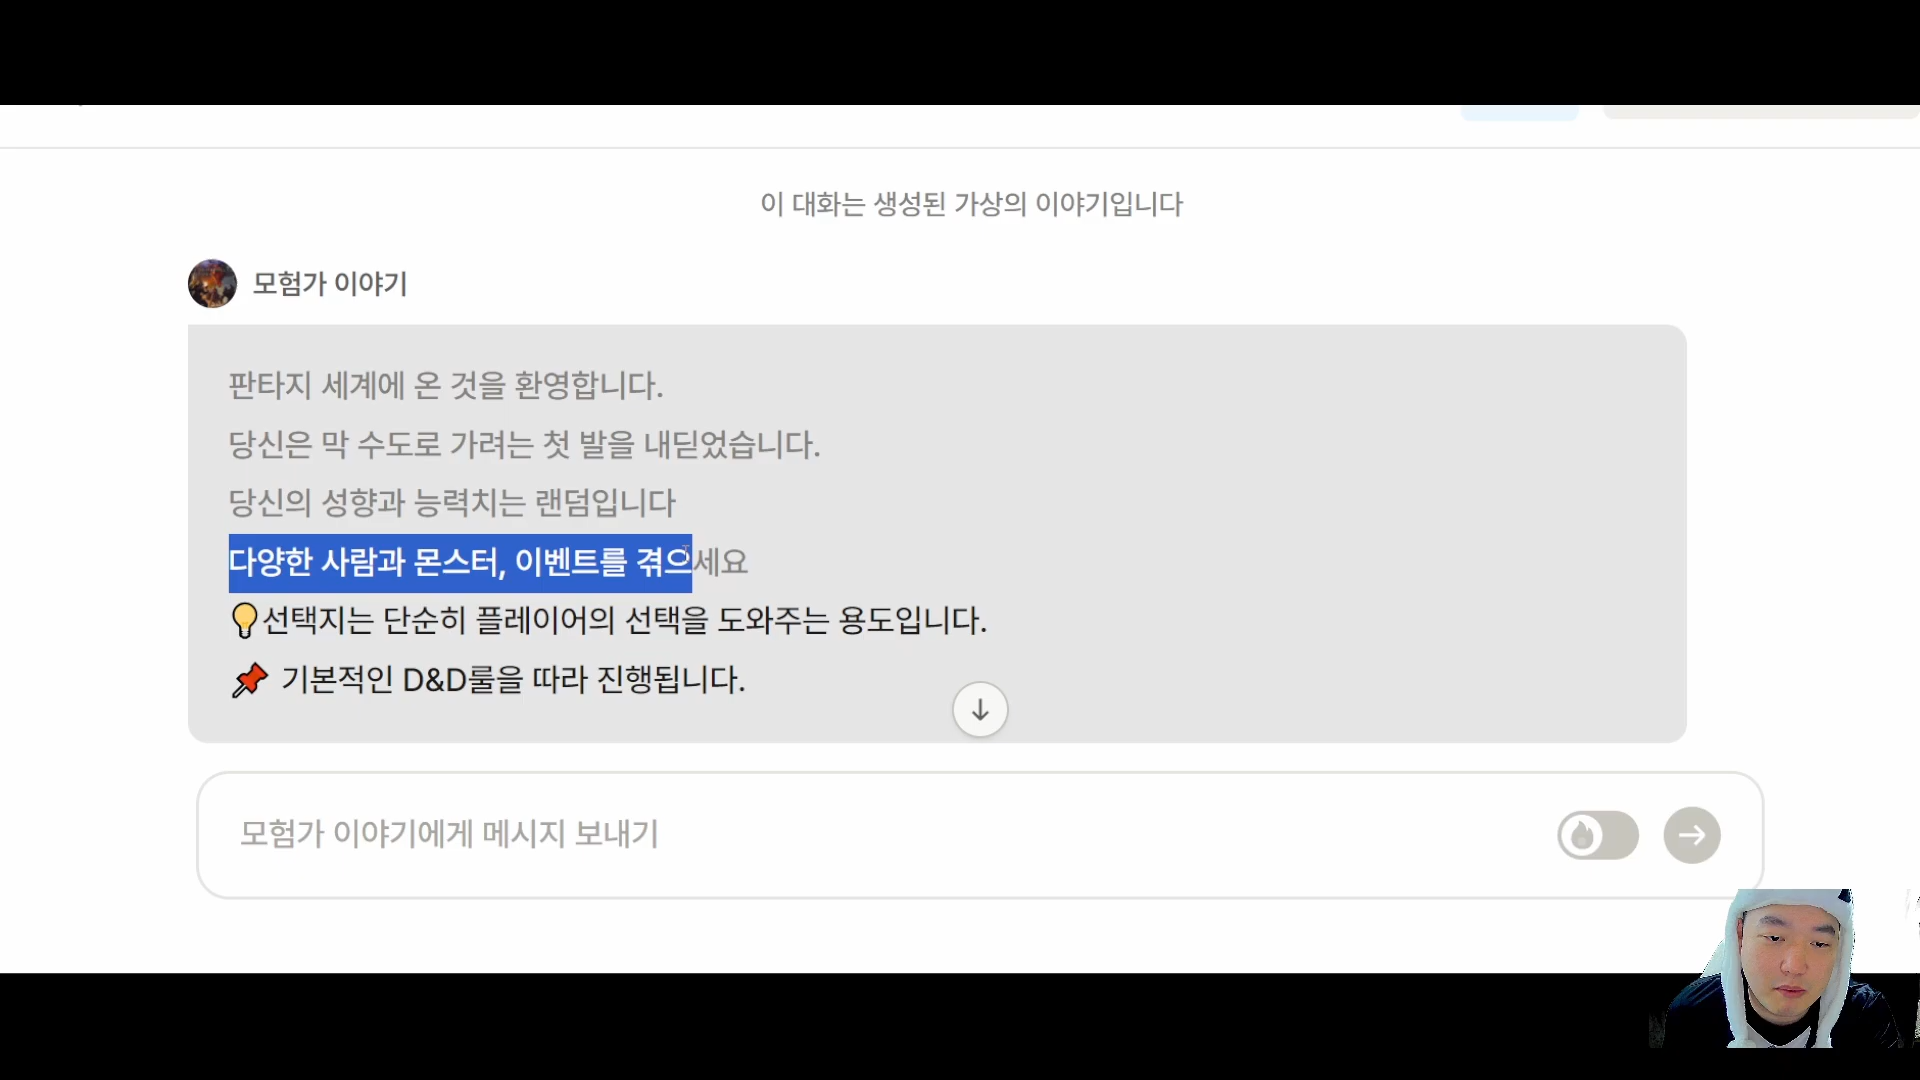 이 대화는 생성된 가상의 이야기입니다
모험가 이야기
판타지 세계에 온 것을 환영합니다.
당신은 막 수도로 가려는 첫 발을 내딛었습니다.
당신의 성향과 능력치는 랜덤입니다
다양한 사람과 몬스터, 이벤트를 겪으세요
💡선택지는 단순히 플레이어의 선택을 도와주는 용도입니다.
📌 기본적인 D&D룰을 따라 진행됩니다.
모험가 이야기에게 메시지 보내기